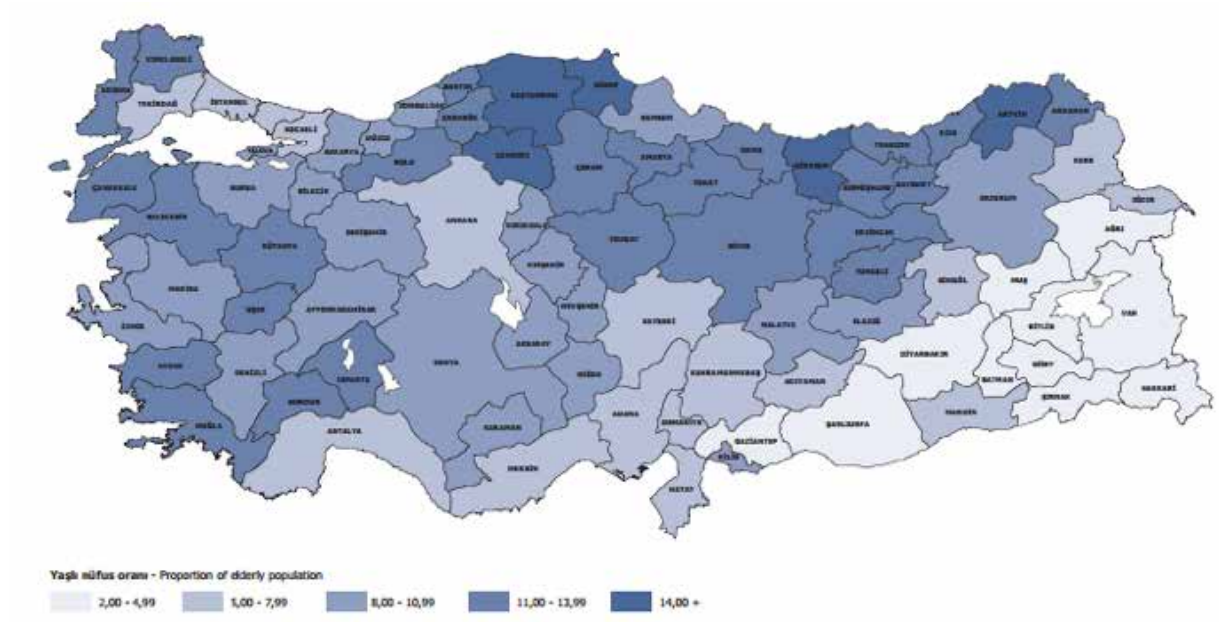 KIRKLARELİ
EDİRNE
TEKİRDAĞ
İSTANBUL
KOCAELİ
YALOVA
SAKARYA
DÜZCE
ZONGULDAK
BARTIN
KARABÜK
KASTAMONU
SİNOP
SAMSUN
BOLU
ÇANKIRI
ÇORUM
AMASYA
ORDU
TOKAT
GİRESUN
TRABZON
RİZE
ARTVİN
ARDAHAN
GÜMÜŞHANE
BAYBURT
ERZURUM
KARS
IĞDIR
AĞRI
ÇANAKKALE
BALIKESİR
BURSA
BİLECİK
KÜTAHYA
ESKİŞEHİR
ANKARA
KIRIKKALE
KIRŞEHİR
YOZGAT
SİVAS
ERZİNCAN
TUNCELİ
BİNGÖL
MUŞ
VAN
BİTLİS
MANİSA
UŞAK
AFYONKARAHİSAR
İZMİR
AYDIN
DENİZLİ
ISPARTA
BURDUR
MUĞLA
ANTALYA
KONYA
AKSARAY
NEVŞEHİR
NİĞDE
KAYSERİ
MALATYA
ELAZIĞ
DİYARBAKIR
BATMAN
SİİRT
ŞIRNAK
HAKKARİ
KARAMAN
MERSİN
ADANA
OSMANİYE
KAHRAMANMARAŞ
ADIYAMAN
GAZİANTEP
KİLİS
ŞANLIURFA
MARDİN
HATAY
Yaşlı nüfus oranı - Proportion of elderly population
2,00 - 4,99
5,00 - 7,99
8,00 - 10,99
11,00 - 13,99
14,00 +